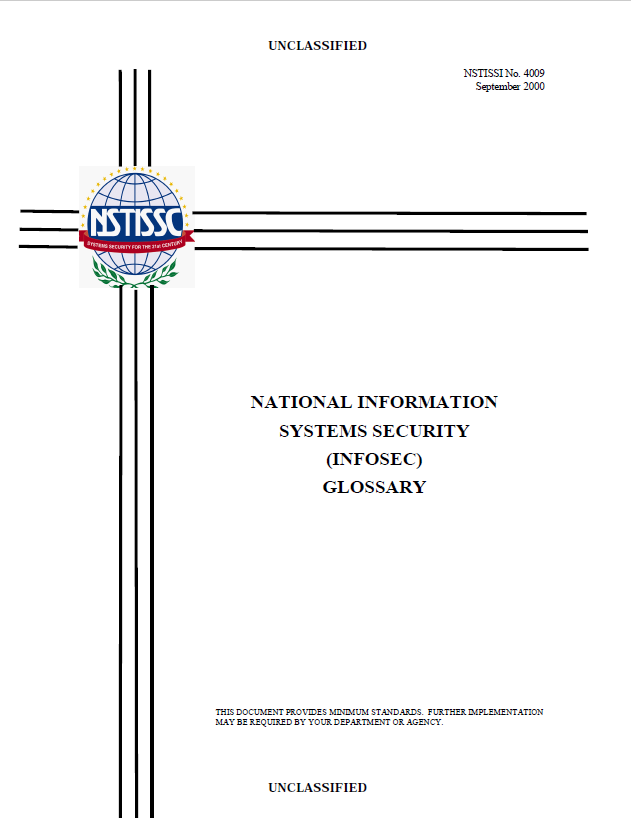 UNCLASSIFIED
NSTISSI No. 4009
September 2000
NSTISSC
SYSTEMS SECURITY FOR THE 21ST CENTURY
NATIONAL INFORMATION
SYSTEMS SECURITY
(INFOSEC)
GLOSSARY
THIS DOCUMENT PROVIDES MINIMUM STANDARDS.  FURTHER IMPLEMENTATION
MAY BE REQUIRED BY YOUR DEPARTMENT OR AGENCY.
UNCLASSIFIED